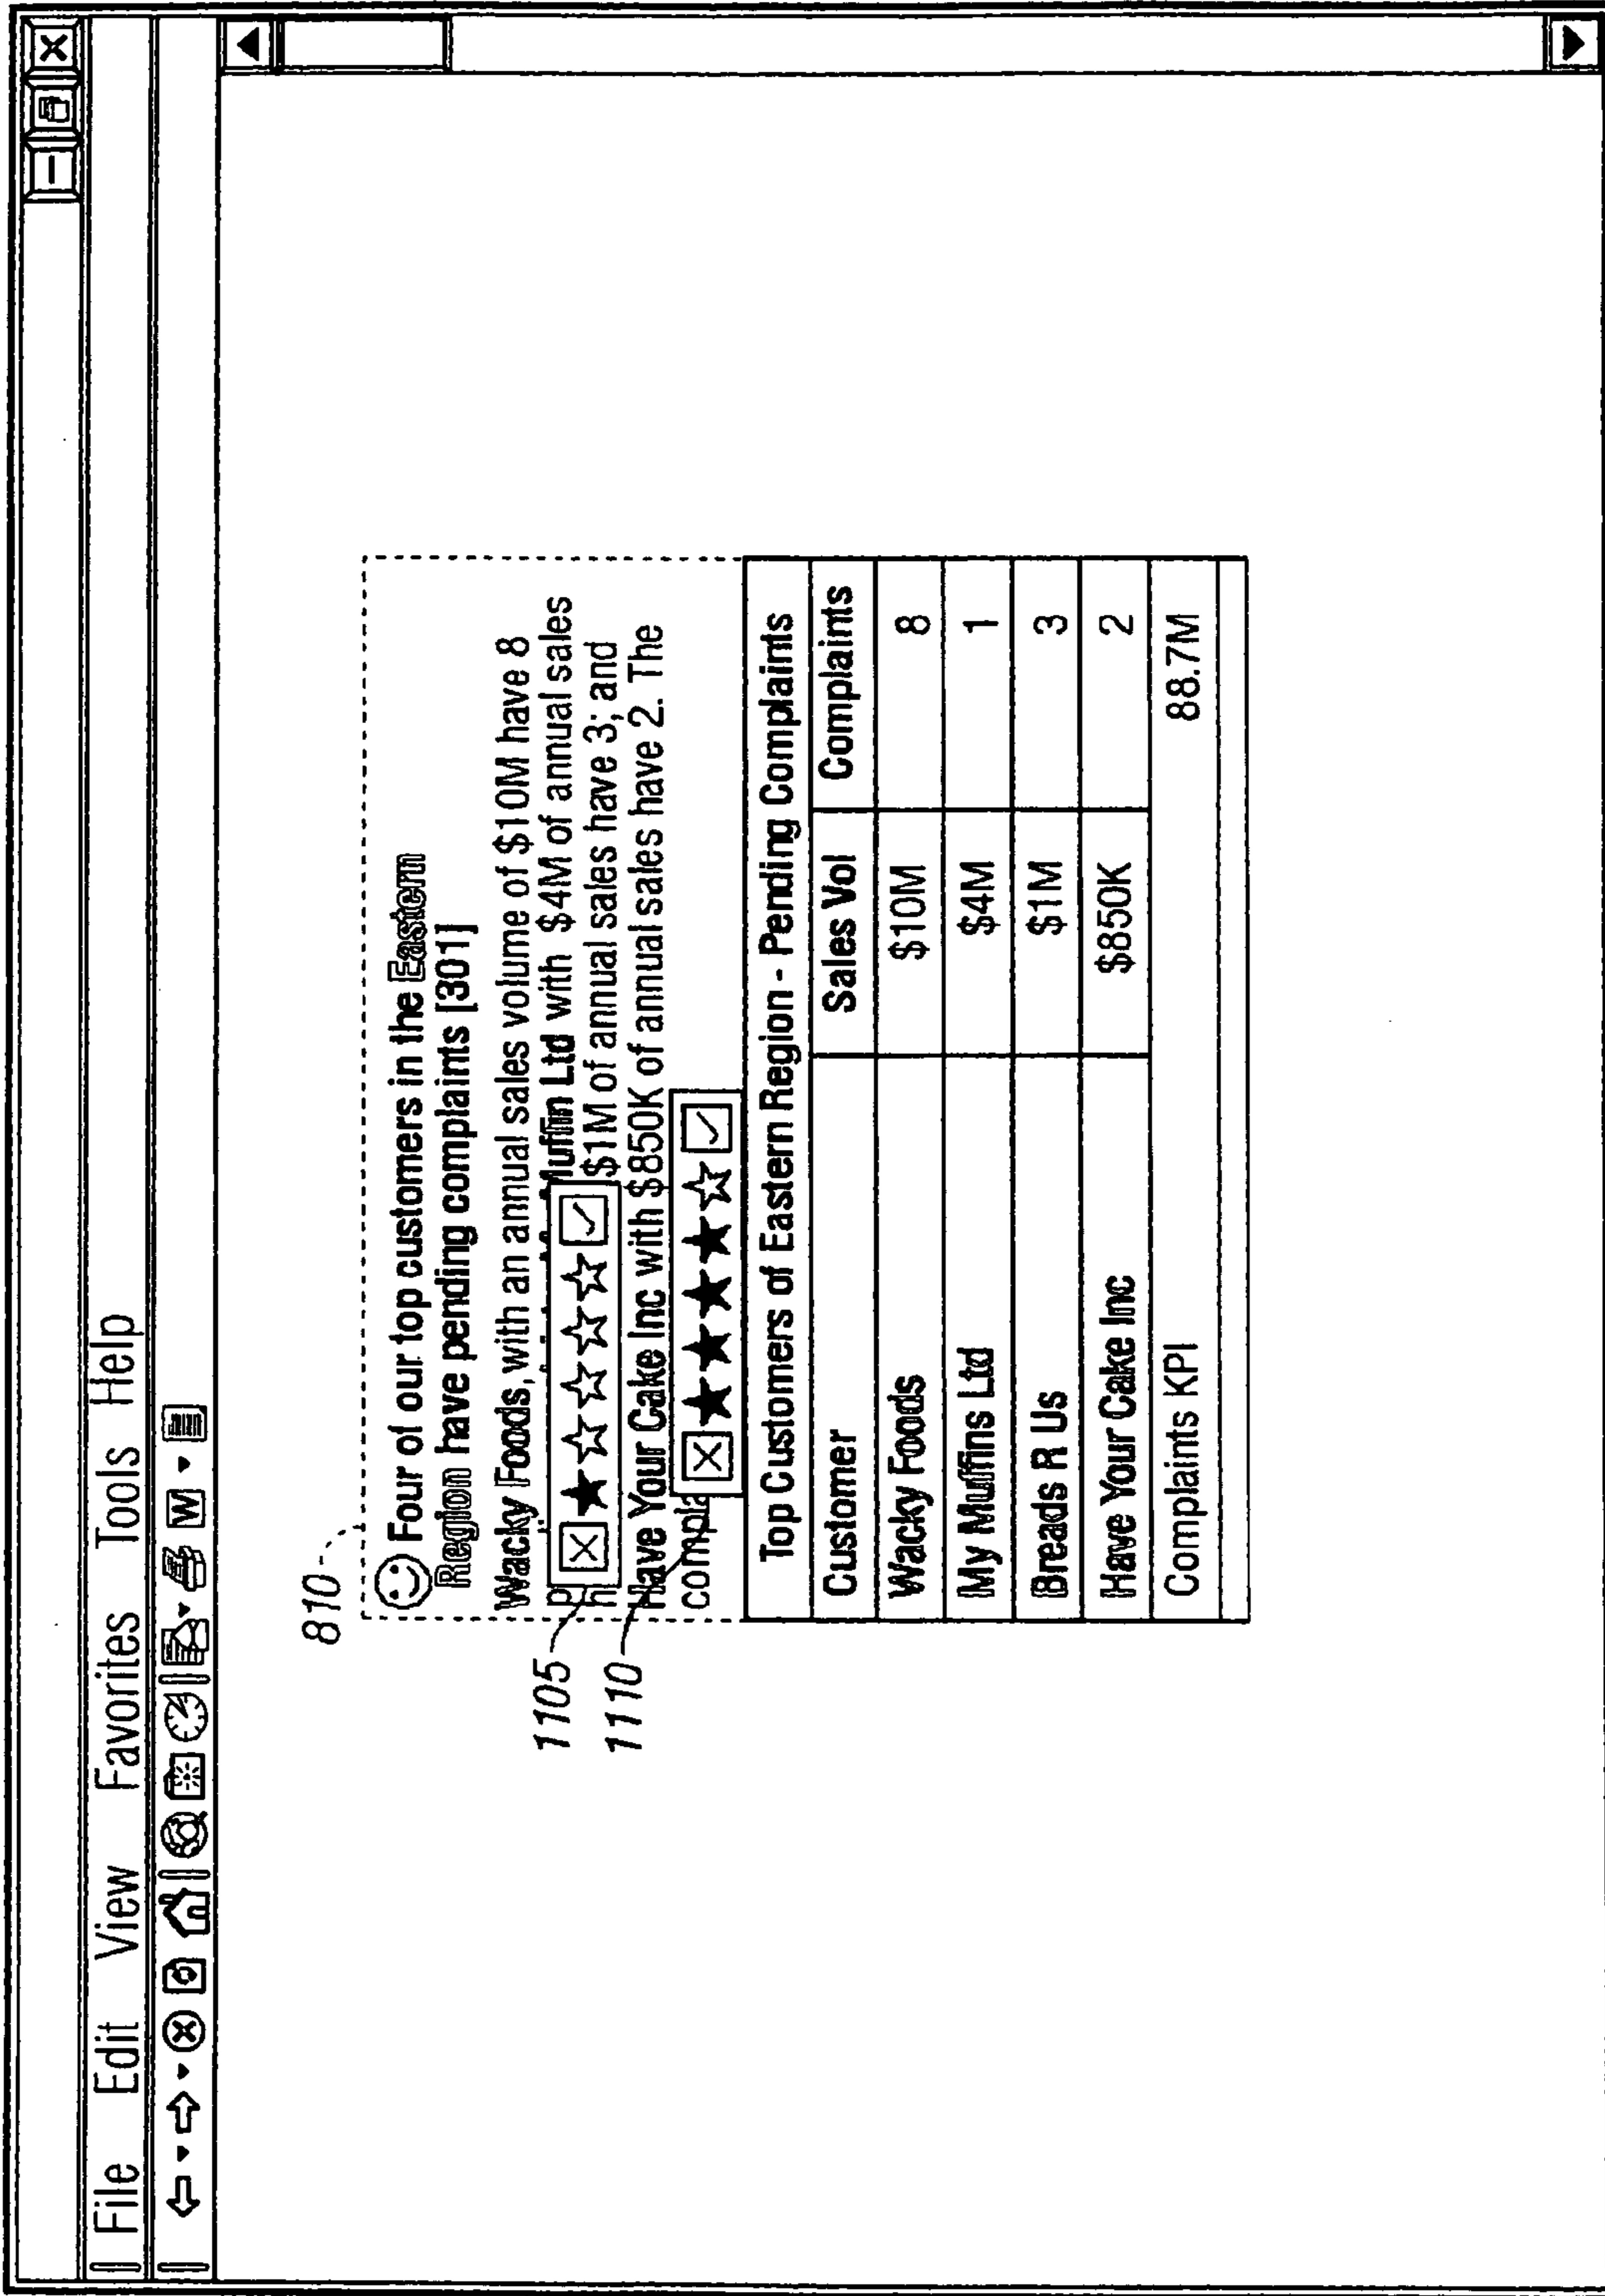 File Edit View Favorites Tools Help
W
810
Four of our top customers in the Eastern
Region have pending complaints [301]
Wacky Foods, with an annual sales volume of $10M have 8
Muffin Ltd with $4M of annual sales
1105
$1M of annual sales have 3; and
1110
Have Your Cake Inc with $850K of annual sales have 2. The
compla
Top Customers of Eastern Region - Pending Complaints
Customer Sales Vol Complaints
Wacky Foods $10M 8
My Muffins Ltd $4M 1
Breads R Us $1M 3
Have Your Cake Inc $850K 2
Complaints KPI 88.7M